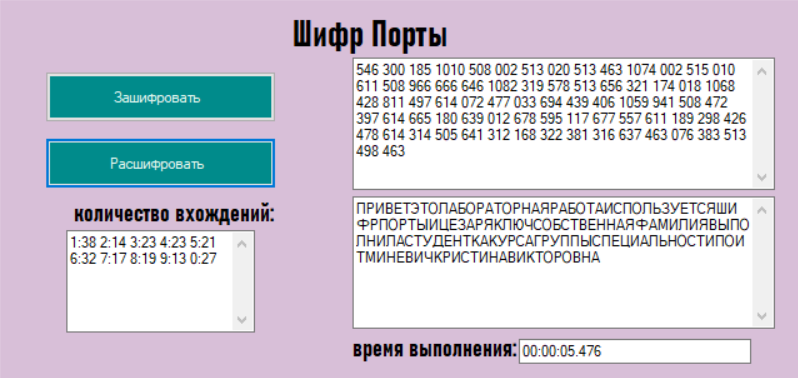 Шифр Порты
Зашифровать
Расшифровать
546 300 185 1010 508 002 513 020 513 463 1074 002 515 010
611 508 966 666 646 1082 319 578 513 656 321 174 018 1068
428 811 497 614 072 477 033 694 439 406 1059 941 508 472
397 614 665 180 639 012 678 595 117 677 557 611 189 298 426
478 614 314 505 641 312 168 322 381 316 637 463 076 383 513
498 463
количество вхождений:
1:38 2:14 3:23 4:23 5:21
6:32 7:17 8:19 9:13 0:27
ПРИВЕТЭТОЛАБОРАТОРНАЯРАБОТАИСПОЛЬЗУЕТСЯШИ
ФРПОРТЫИЦЕЗАРЯКЛЮЧСОБСТВЕННАЯФАМИЛИЯВЫПО
ЛНИЛАСТУДЕНТКАКУРСАГРУППЫСПЕЦИАЛЬНОСТИПОИ
ТМИНЕВИЧКРИСТИНАВИКТОРОВНА
время выполнения: 00:00:05.476